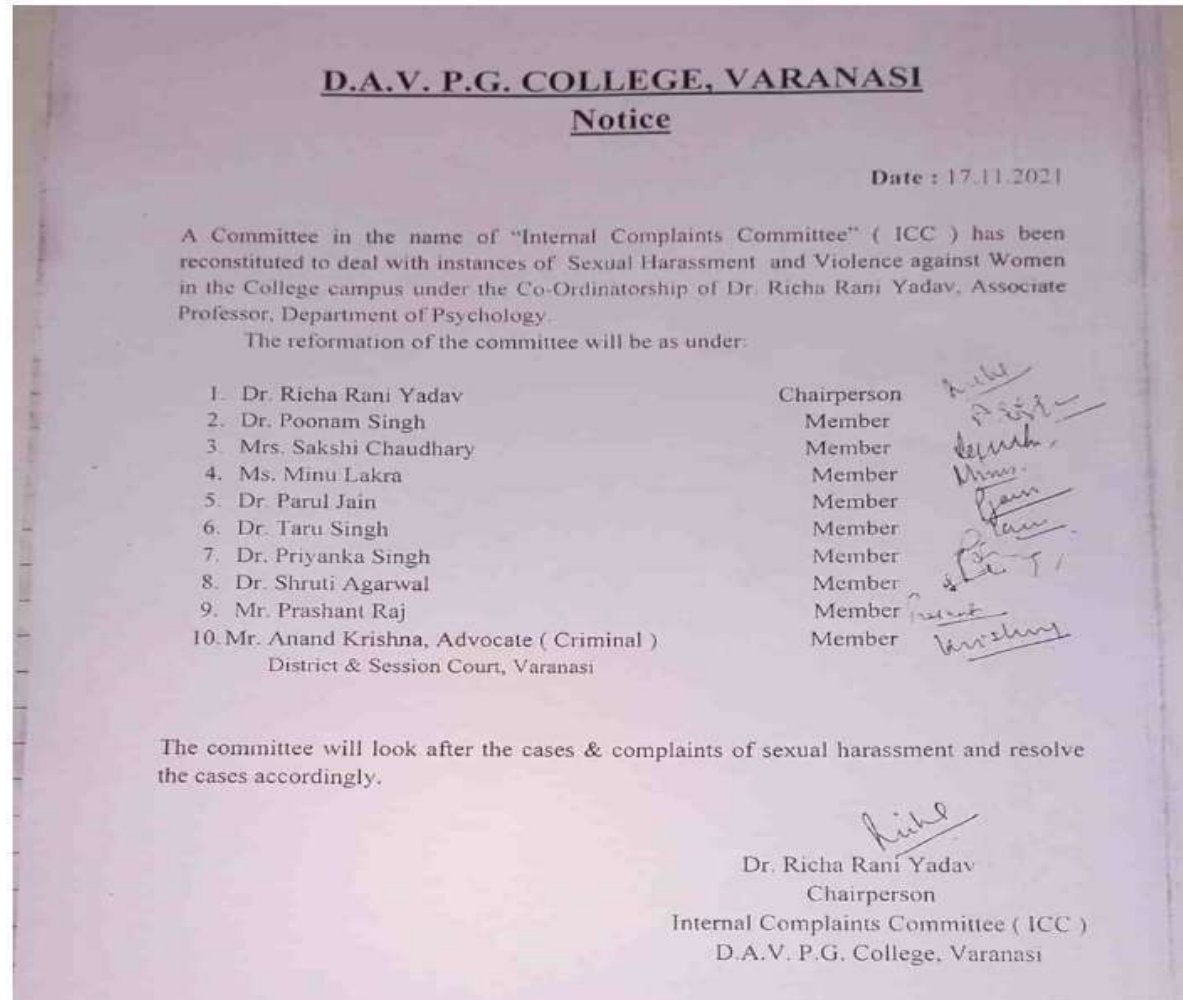 D.A.V. P.G. COLLEGE, VARANASI
Notice
Date : 17.11.2021
A Committee in the name of “Internal Complaints Committee” ( ICC ) has been
reconstituted to deal with instances of Sexual Harassment and Violence against Women
in the College campus under the Co-Ordinatorship of Dr. Richa Rani Yadav, Associate
Professor, Department of Psychology.
The reformation of the committee will be as under:
1. Dr. Richa Rani Yadav Chairperson
2. Dr. Poonam Singh Member
3. Mrs. Sakshi Chaudhary Member
4. Ms. Minu Lakra Member
5. Dr. Parul Jain Member PJain
6. Dr. Taru Singh Member
7. Dr. Priyanka Singh Member
8. Dr. Shruti Agarwal Member
9. Mr. Prashant Raj Member
10. Mr. Anand Krishna, Advocate ( Criminal ) Member
District & Session Court, Varanasi
The committee will look after the cases & complaints of sexual harassment and resolve
the cases accordingly.
Dr. Richa Rani Yadav
Chairperson
Internal Complaints Committee ( ICC )
D.A.V. P.G. College, Varanasi